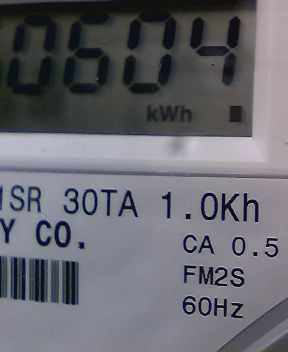 0604
kWh
SR 30TA 1.0Kh
Y CO.
CA 0.5
FM2S
60Hz